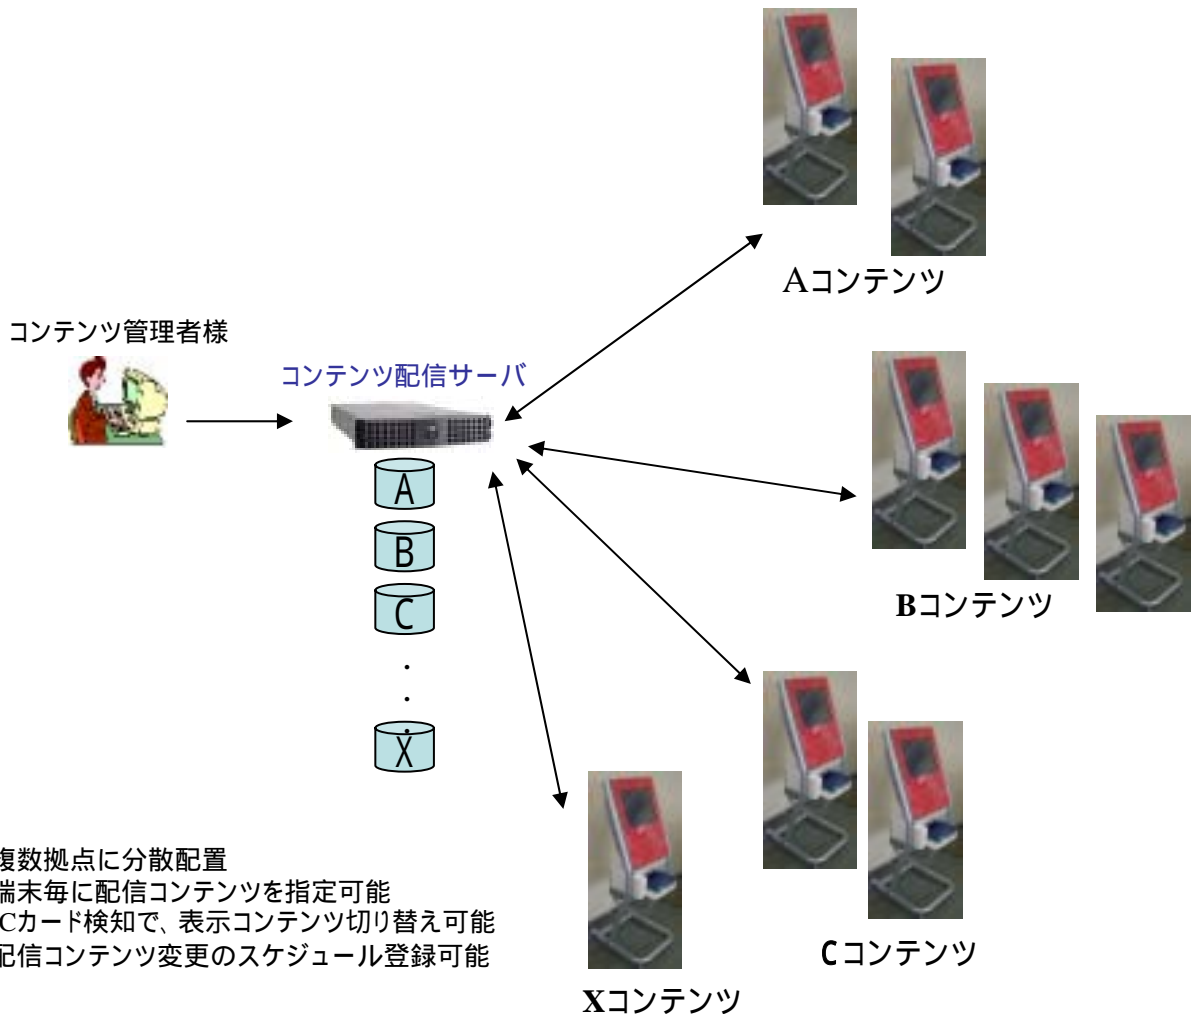 Aコンテンツ
コンテンツ管理者様
コンテンツ配信サーバ
A
B
C
・
・
・
X
Bコンテンツ
複数拠点に分散配置
端末毎に配信コンテンツを指定可能
Cカード検知で、表示コンテンツ切り替え可能
配信コンテンツ変更のスケジュール登録可能
Cコンテンツ
Xコンテンツ